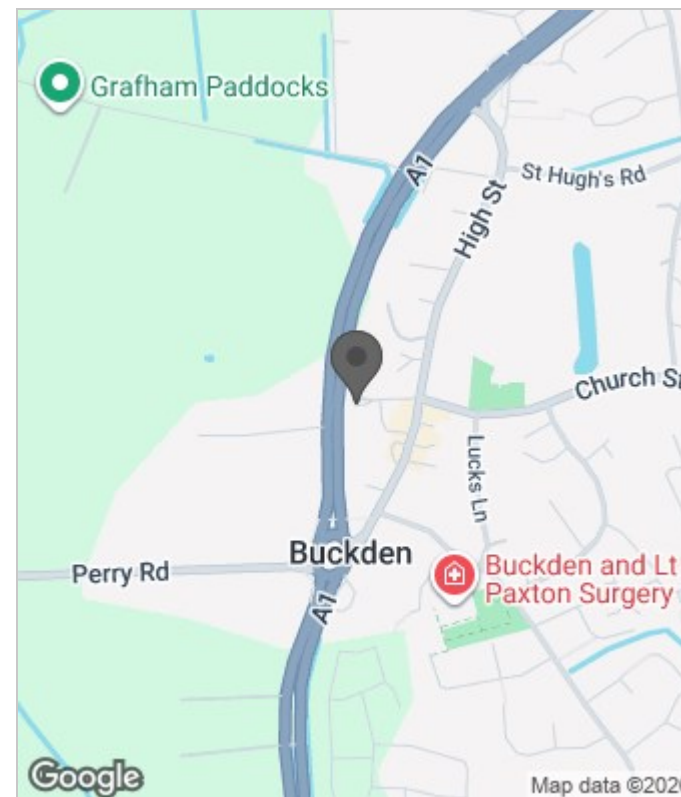 Grafham Paddocks
A1
St Hugh's Rd
High St
Church St
Lucks Ln
Buckden
Perry Rd
Buckden and Lt
Paxton Surgery
A1
Google
Map data ©2026